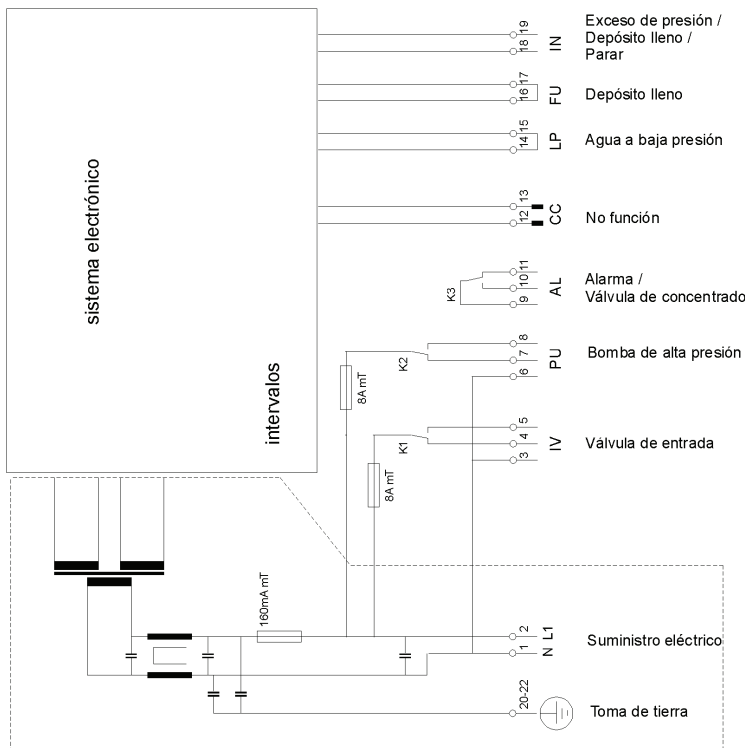 sistema electrónico
intervalos
19
18
IN
Exceso de presión /
Depósito lleno /
Parar
17
16
FU
Depósito lleno
15
14
LP
Agua a baja presión
13
12
CC
No función
K3
11
10
9
AL
Alarma /
Válvula de concentrado
K2
8A mT
8
7
6
PU
Bomba de alta presión
K1
8A mT
5
4
3
IV
Válvula de entrada
160mA mT
2
L1
1
N
Suministro eléctrico
20-22
Toma de tierra